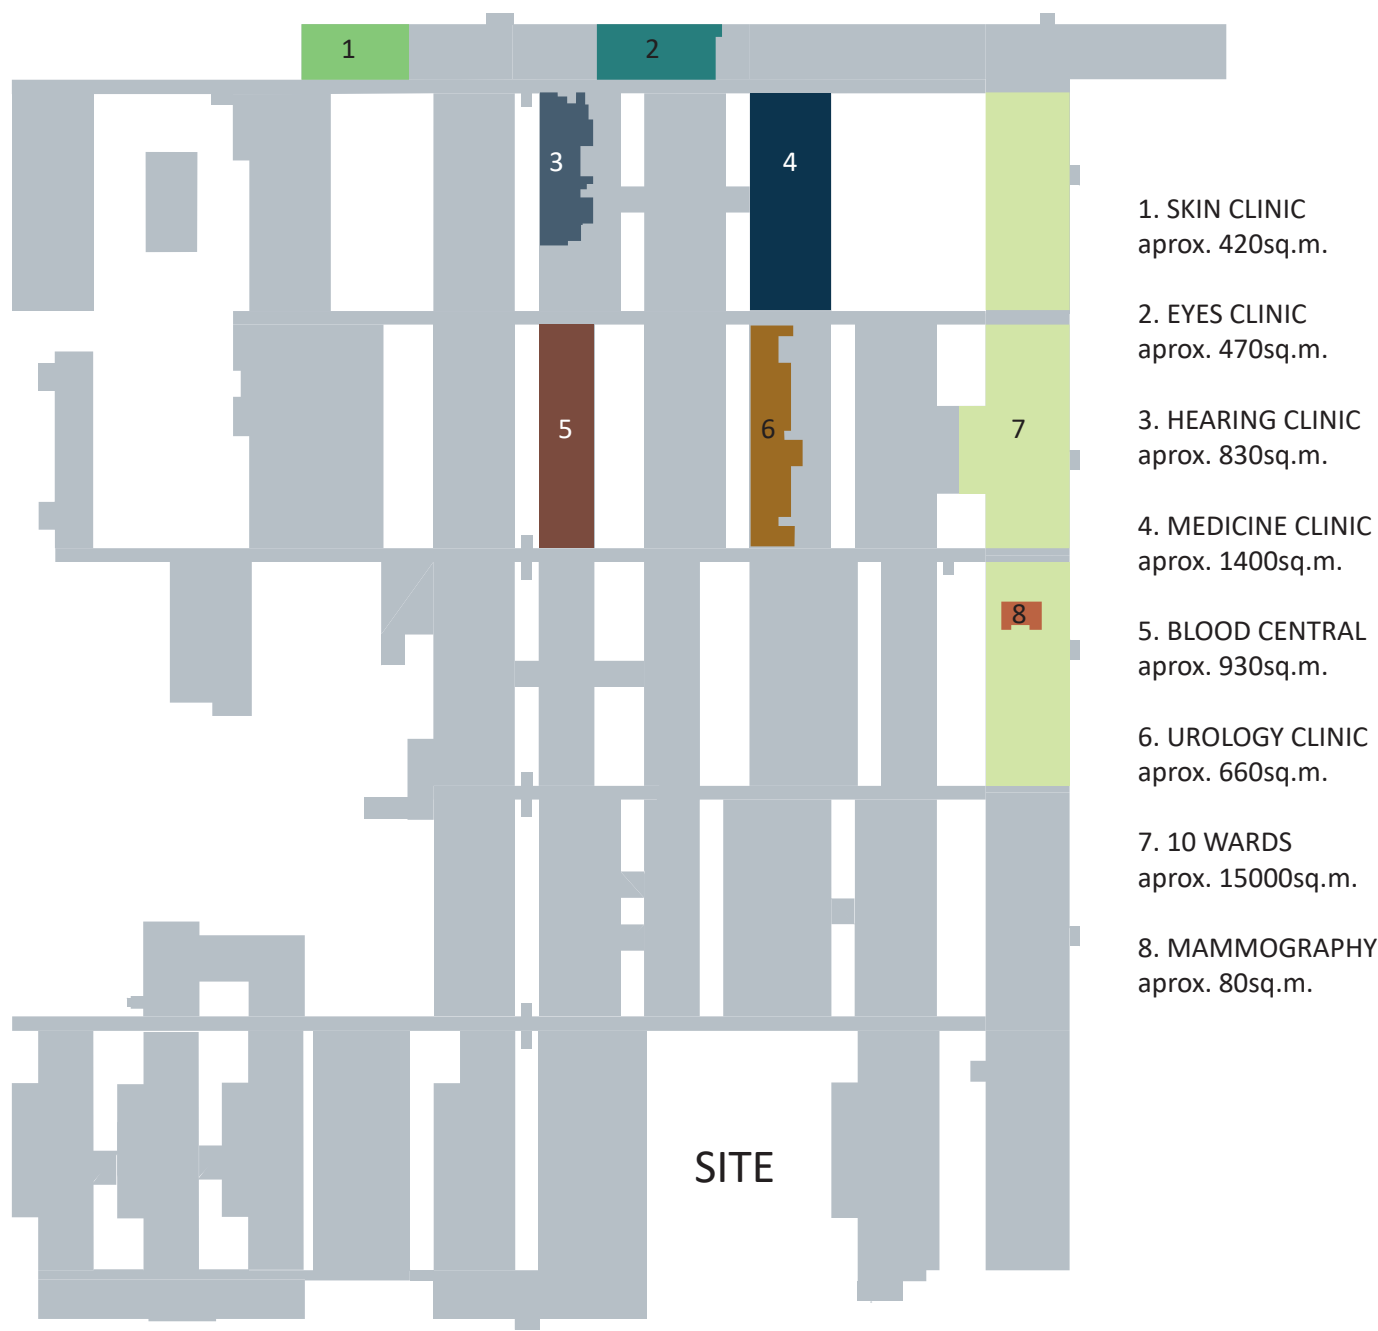 1
2
3
4
5
6
7
8
SITE
1. SKIN CLINIC
aprox. 420sq.m.
2. EYES CLINIC
aprox. 470sq.m.
3. HEARING CLINIC
aprox. 830sq.m.
4. MEDICINE CLINIC
aprox. 1400sq.m.
5. BLOOD CENTRAL
aprox. 930sq.m.
6. UROLOGY CLINIC
aprox. 660sq.m.
7. 10 WARDS
aprox. 15000sq.m.
8. MAMMOGRAPHY
aprox. 80sq.m.